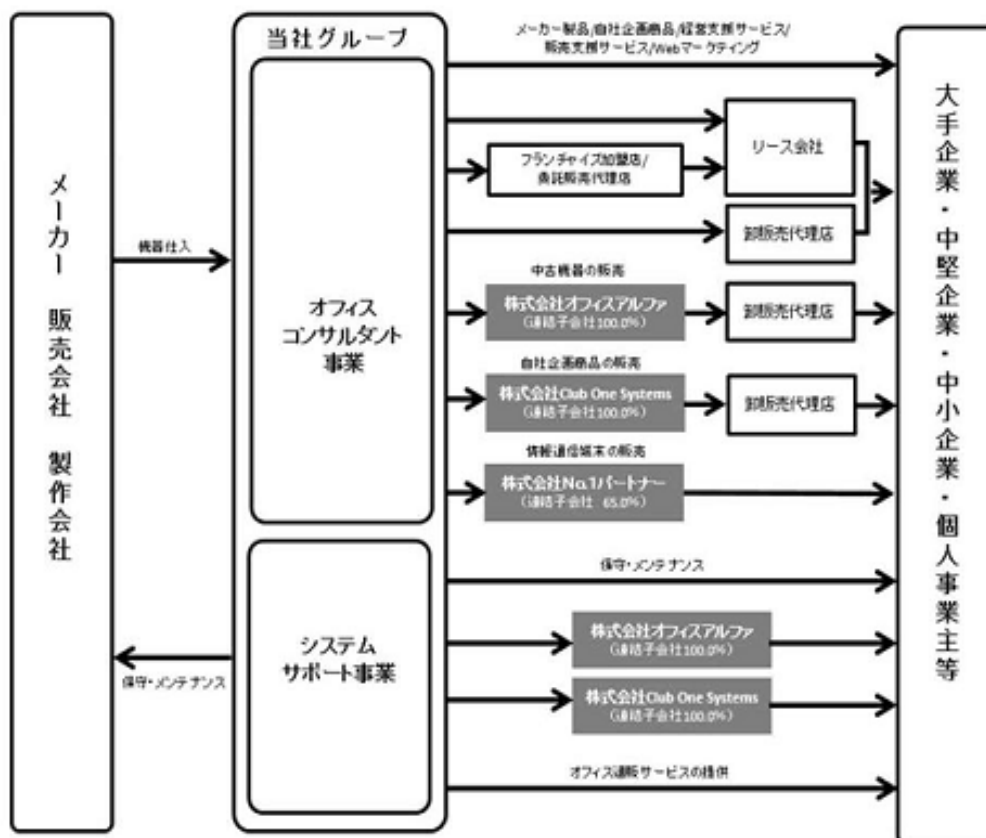 メーカー 販売会社 製作会社
機器仕入
保守・メンテナンス
当社グループ
オフィス
コンサルタント
事業
システム
サポート事業
メーカー製品/自社企画商品/経営支援サービス/
販売支援サービス/Webマーケティング
リース会社
フランチャイズ加盟店/
委託販売代理店
卸販売代理店
中古機器の販売
株式会社オフィスアルファ
(連結子会社100.0%)
卸販売代理店
自社企画商品の販売
株式会社Club One Systems
(連結子会社100.0%)
卸販売代理店
情報通信端末の販売
株式会社No.1パートナー
(連結子会社 65.0%)
保守・メンテナンス
株式会社オフィスアルファ
(連結子会社100.0%)
株式会社Club One Systems
(連結子会社100.0%)
オフィス通販サービスの提供
大手企業・中堅企業・中小企業・個人事業主等